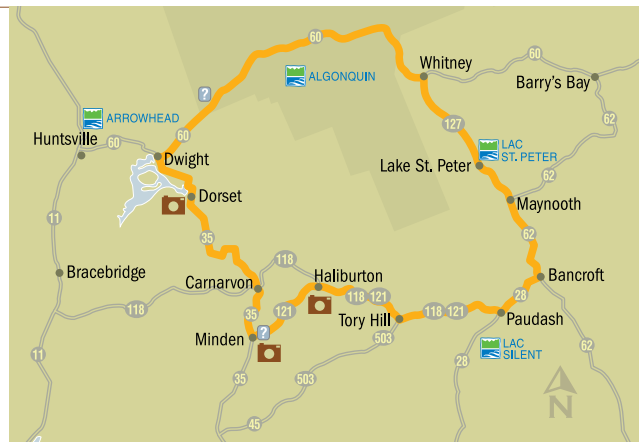 60
Whitney
60
Barry's Bay
ALGONQUIN
?
ARROWHEAD
62
Huntsville
60
60
127
LAC
ST. PETER
Dwight
Lake St. Peter
Dorset
Maynooth
62
11
35
62
Bracebridge
118
Haliburton
Bancroft
Carnarvon
118
28
118
121
35
121
118
121
Tory Hill
Paudash
?
Minden
503
11
LAC
SILENT
35
503
28
62
45
N